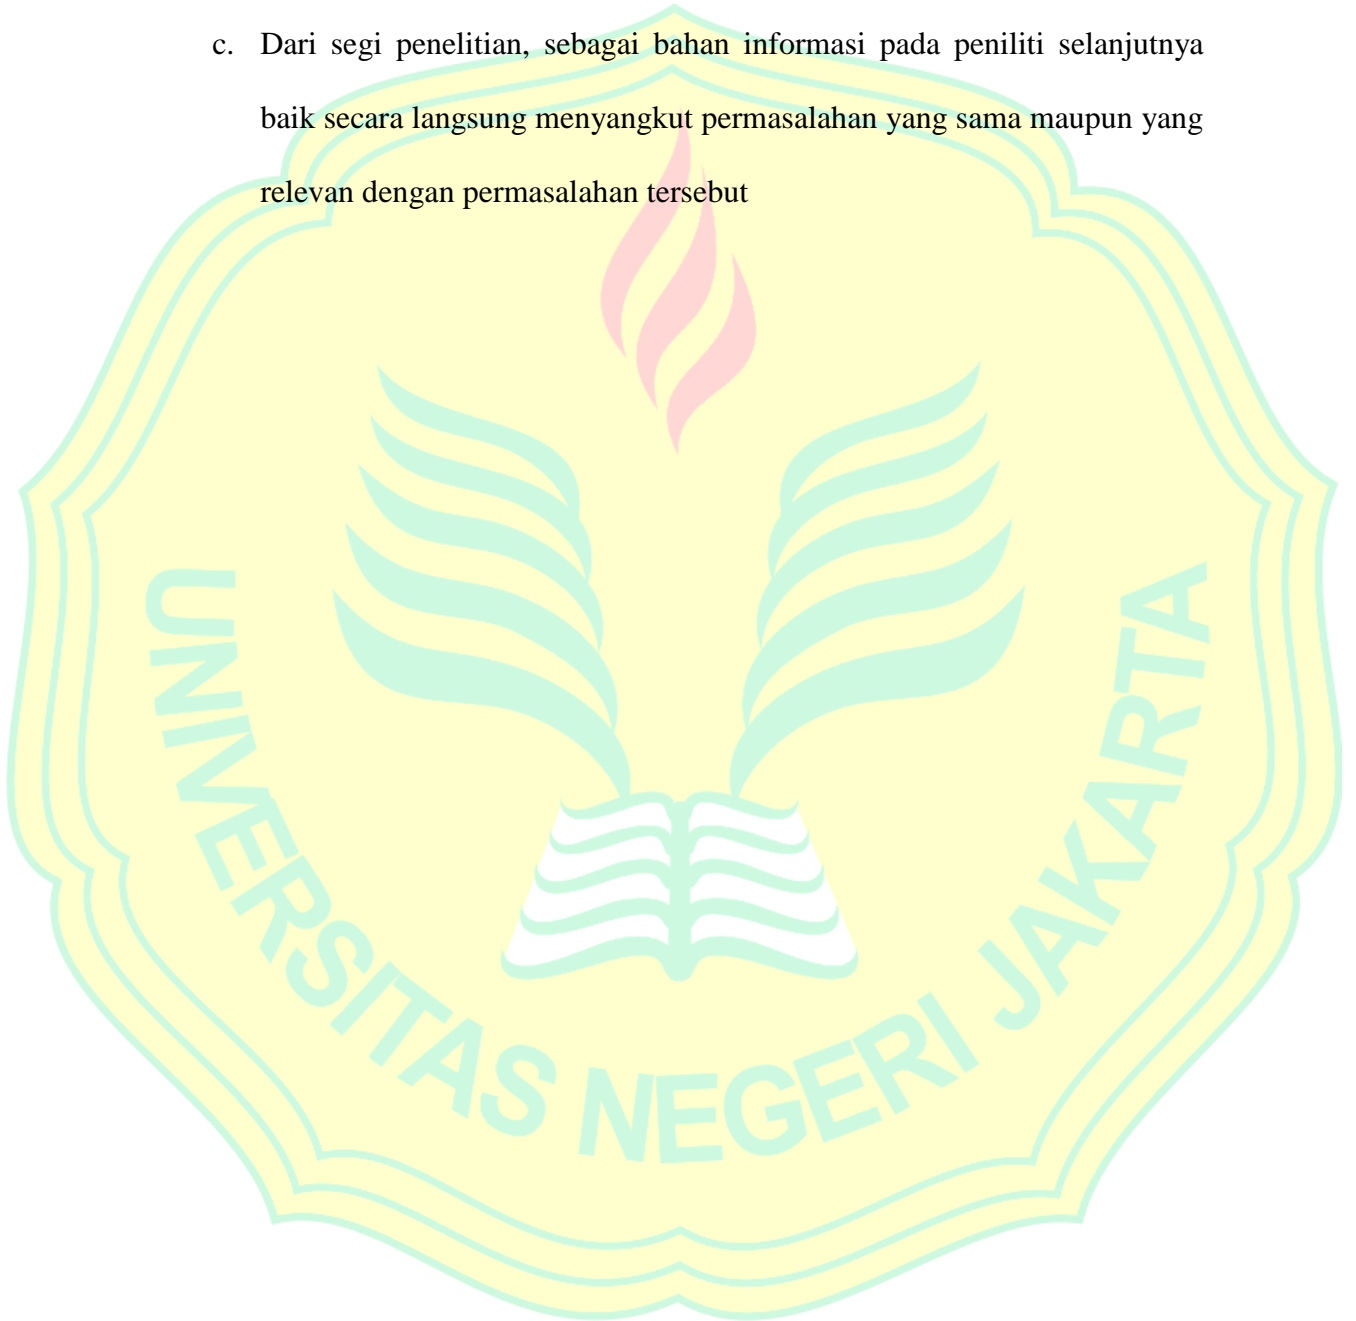 c. Dari segi penelitian, sebagai bahan informasi pada peniliti selanjutnya
baik secara langsung menyangkut permasalahan yang sama maupun yang
relevan dengan permasalahan tersebut
UNIVERSITAS NEGERI JAKARTA